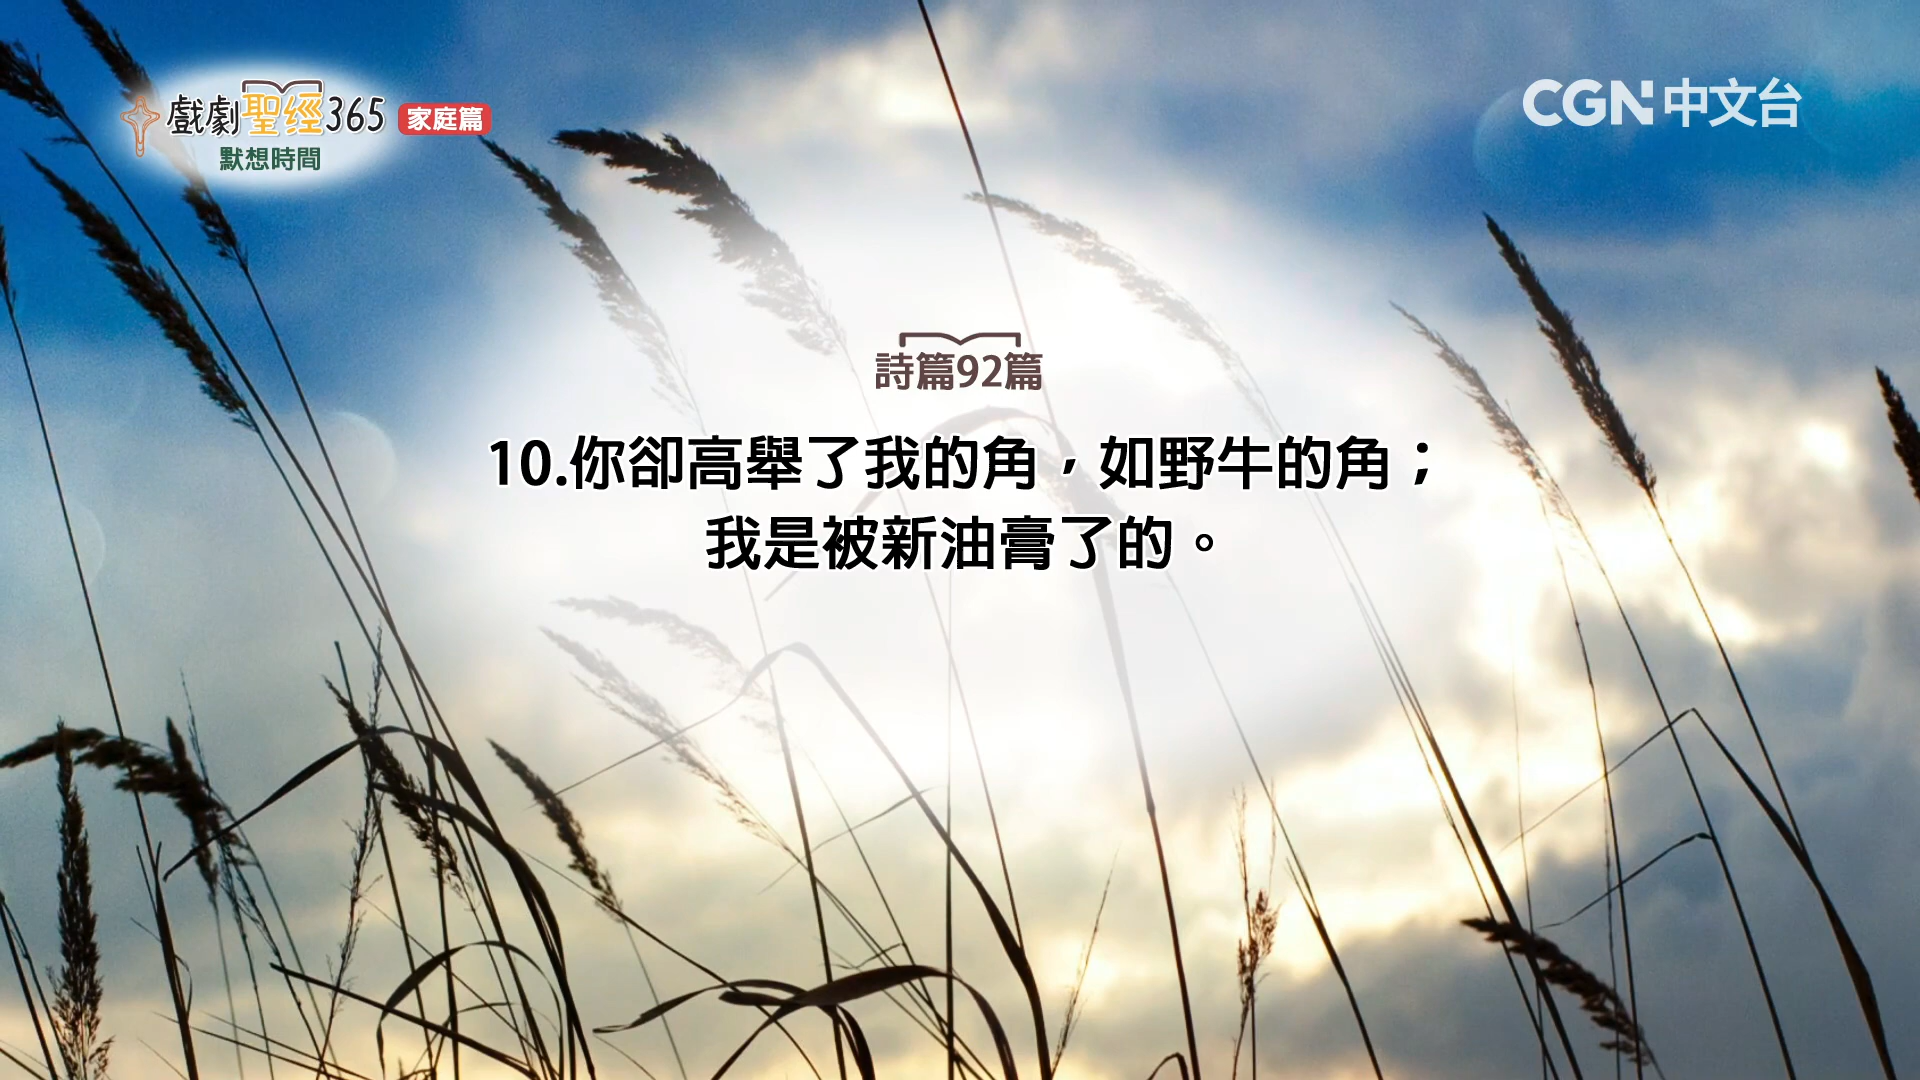 戲劇聖經365 家庭篇
默想時間
CGN中文台
詩篇92篇
10.你卻高舉了我的角，如野牛的角；
我是被新油膏了的。